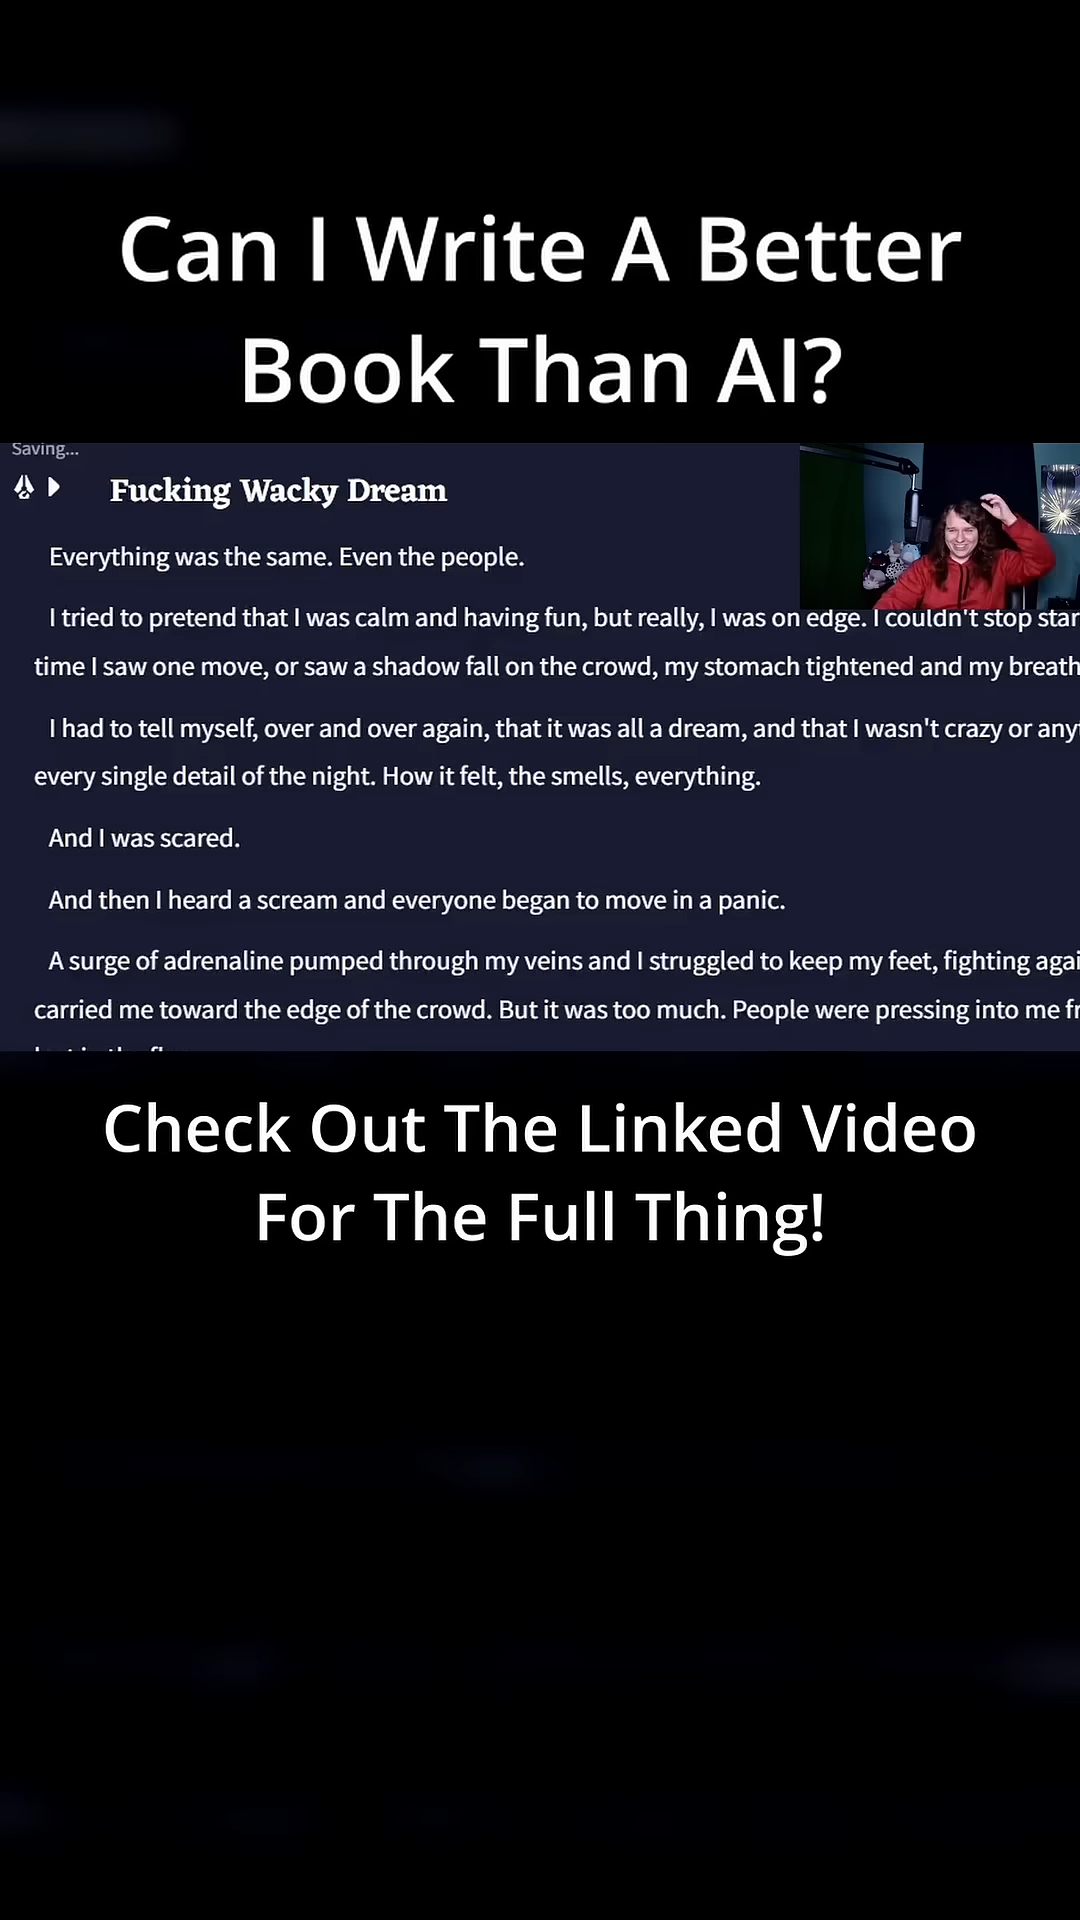 Can I Write A Better
Book Than AI?
Saving...
Fucking Wacky Dream
Everything was the same. Even the people.
I tried to pretend that I was calm and having fun, but really, I was on edge. I couldn't stop
time I saw one move, or saw a shadow fall on the crowd, my stomach tightened and my breath
I had to tell myself, over and over again, that it was all a dream, and that I wasn't crazy or
every single detail of the night. How it felt, the smells, everything.
And I was scared.
And then I heard a scream and everyone began to move in a panic.
A surge of adrenaline pumped through my veins and I struggled to keep my feet, fighting
carried me toward the edge of the crowd. But it was too much. People were pressing into me
Check Out The Linked Video
For The Full Thing!